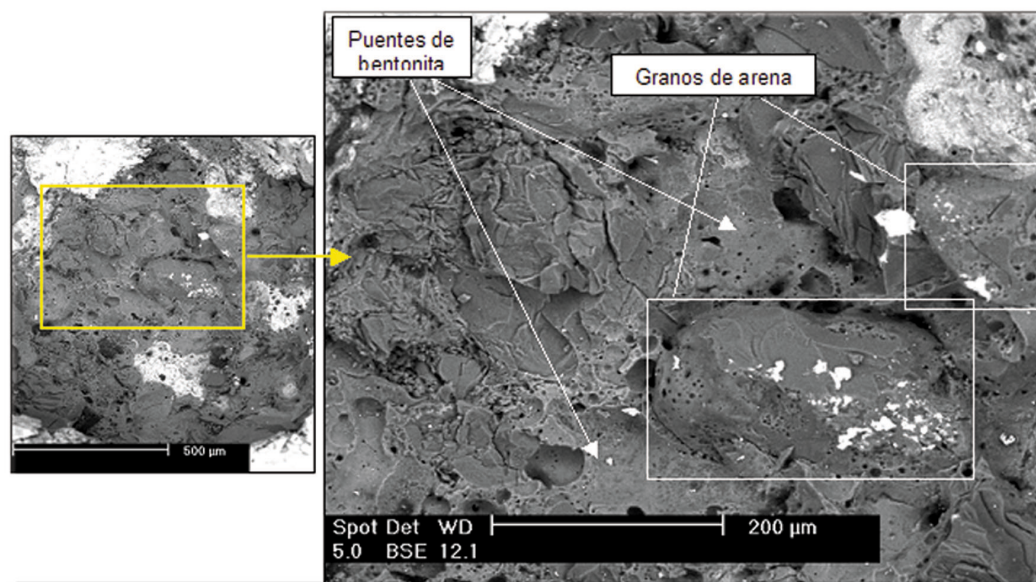 Puentes de
bentonita
Granos de arena
500 µm
Spot Det WD
200 µm
5.0 BSE 12.1